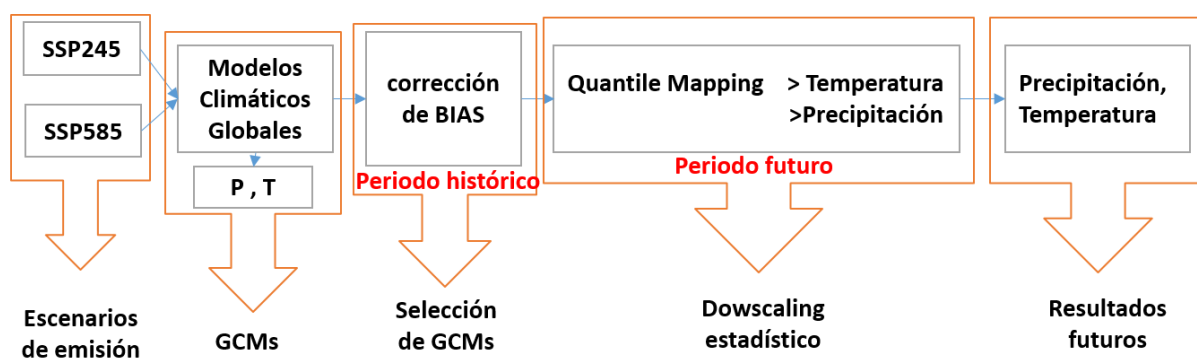 SSP245
SSP585
Modelos
Climáticos
Globales
P , T
corrección
de BIAS
Periodo histórico
Quantile Mapping > Temperatura
>Precipitación
Periodo futuro
Precipitación,
Temperatura
Escenarios
de emisión
GCMs
Selección
de GCMs
Dowscaling
estadístico
Resultados
futuros